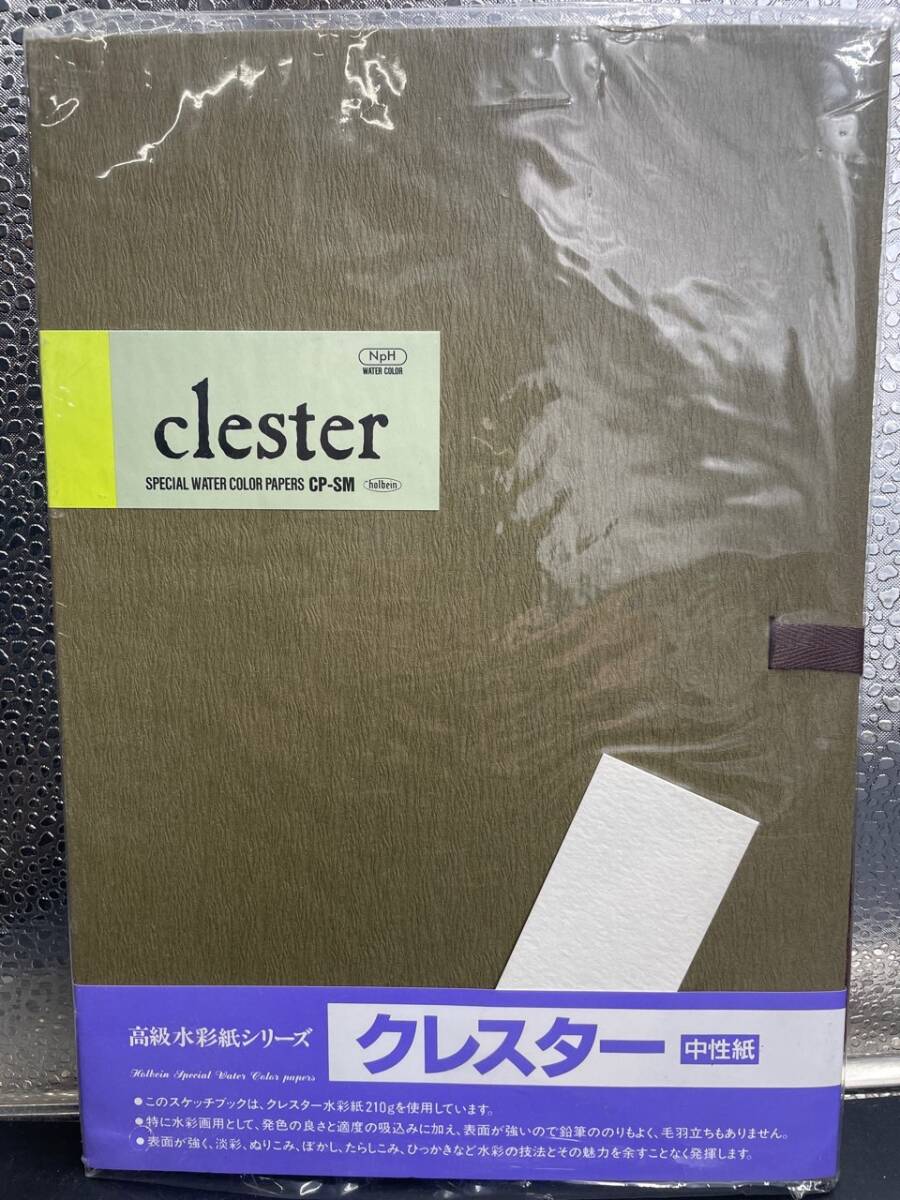 NpH
WATER COLOR
clester
SPECIAL WATER COLOR PAPERS CP-SM holbein
高級水彩紙シリーズ
Holbein Special Water Color papers
クレスター 中性紙
●このスケッチブックは、クレスター水彩紙210gを使用しています。
●特に水彩画用として、発色の良さと適度の吸込みに加え、表面が強いので鉛筆ののりもよく、毛羽立ちもありません。
●表面が強く、淡彩、ぬりこみ、ぼかし、たらしこみ、ひっかきなど水彩の技法とその魅力を余すことなく発揮します。